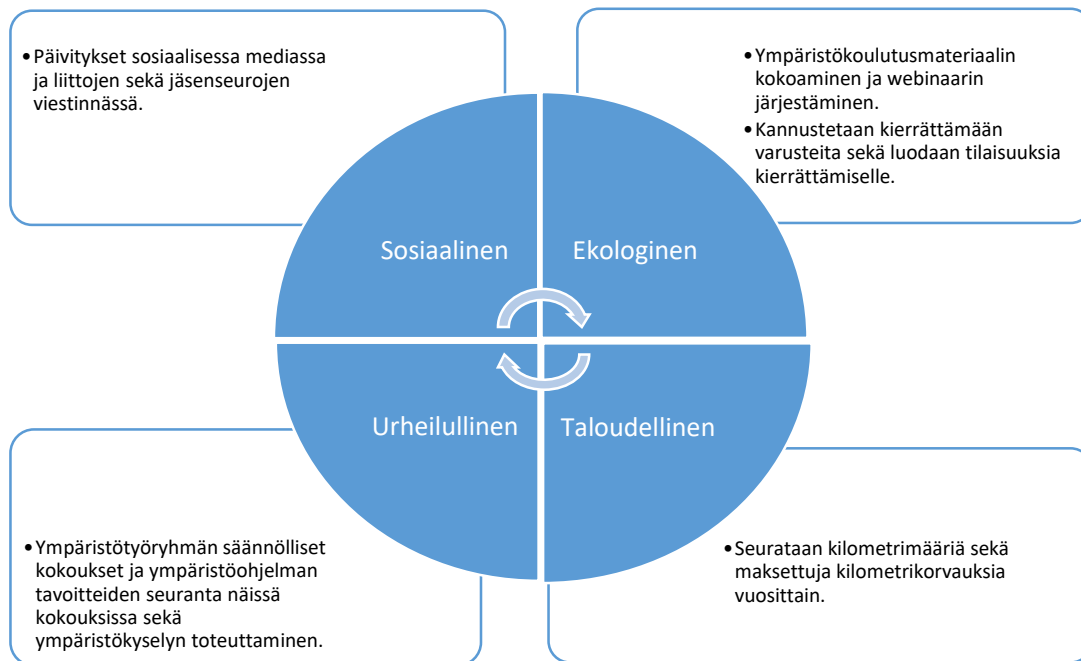 •Päivitykset sosiaalisessa mediassa
ja liittojen sekä jäsenseurojen
viestinnässä.
•Ympäristökoulutusmateriaalin
kokoaminen ja webinaarin
järjestäminen.
•Kannustetaan kierrättämään
varusteita sekä luodaan tilaisuuksia
kierrättämiselle.
Sosiaalinen
Ekologinen
Urheilullinen
Taloudellinen
•Ympäristötyöryhmän säännölliset
kokoukset ja ympäristöohjelman
tavoitteiden seuranta näissä
kokouksissa sekä
ympäristökyselyn toteuttaminen.
•Seurataan kilometrimääriä sekä
maksettuja kilometrikorvauksia
vuosittain.